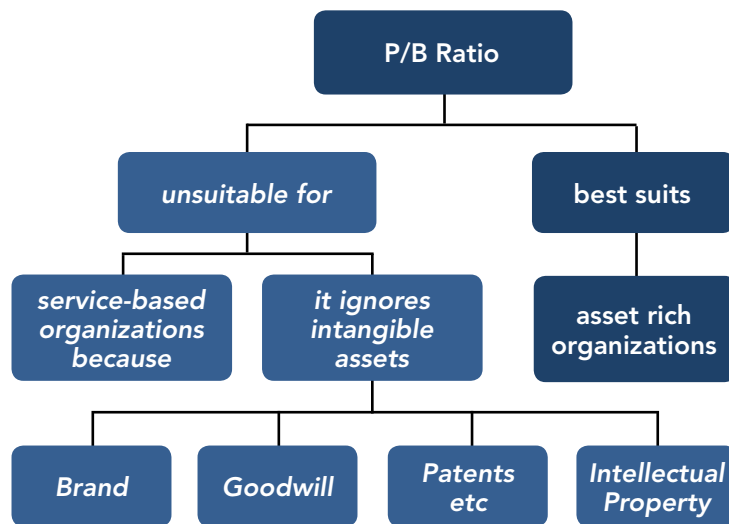 P/B Ratio
unsuitable for
best suits
service-based
organizations
because
it ignores
intangible
assets
asset rich
organizations
Brand
Goodwill
Patents
etc
Intellectual
Property